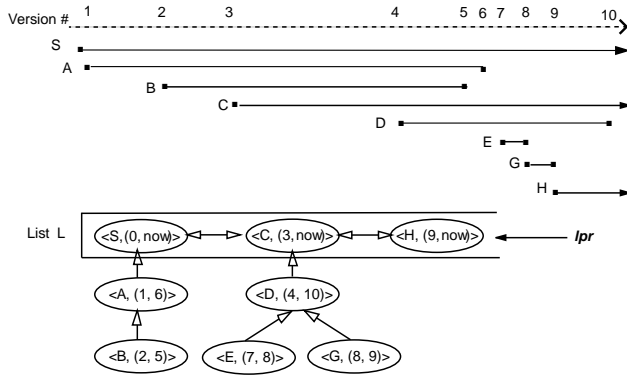 Version # 1 2 3 4 5 6 7 8 9 10
S
A
B
C
D
E
G
H
List L <S,(0,now)> <C, (3,now)> <H, (9,now)> lpr
<A, (1, 6)> <D, (4, 10)>
<B, (2, 5)> <E, (7, 8)> <G, (8, 9)>